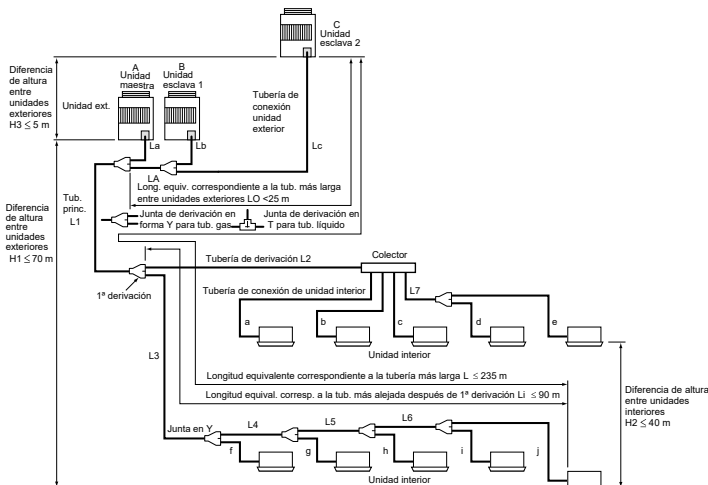 C
Unidad
esclava 2
Diferencia
de altura
entre
unidades
exteriores
H3 ≤ 5 m
Unidad ext.
A
Unidad
maestra
B
Unidad
esclava 1
Tubería de
conexión
unidad
exterior
La
Lb
Lc
LA
Long. equiv. correspondiente a la tub. más larga
entre unidades exteriores LO <25 m
Tub.
princ.
L1
Junta de derivación en
forma Y para tub. gas
Junta de derivación en
T para tub. líquido
Diferencia
de altura
entre
unidades
exteriores
H1 ≤ 70 m
Tubería de derivación L2
Colector
1ª derivación
Tubería de conexión de unidad interior
L7
a
b
c
d
e
Unidad interior
L3
Longitud equivalente correspondiente a la tubería más larga L ≤ 235 m
Longitud equival. corresp. a la tub. más alejada después de 1ª derivación Li ≤ 90 m
Diferencia de altura
entre unidades
interiores
H2 ≤ 40 m
Junta en Y
L4
L5
L6
f
g
h
i
j
Unidad interior